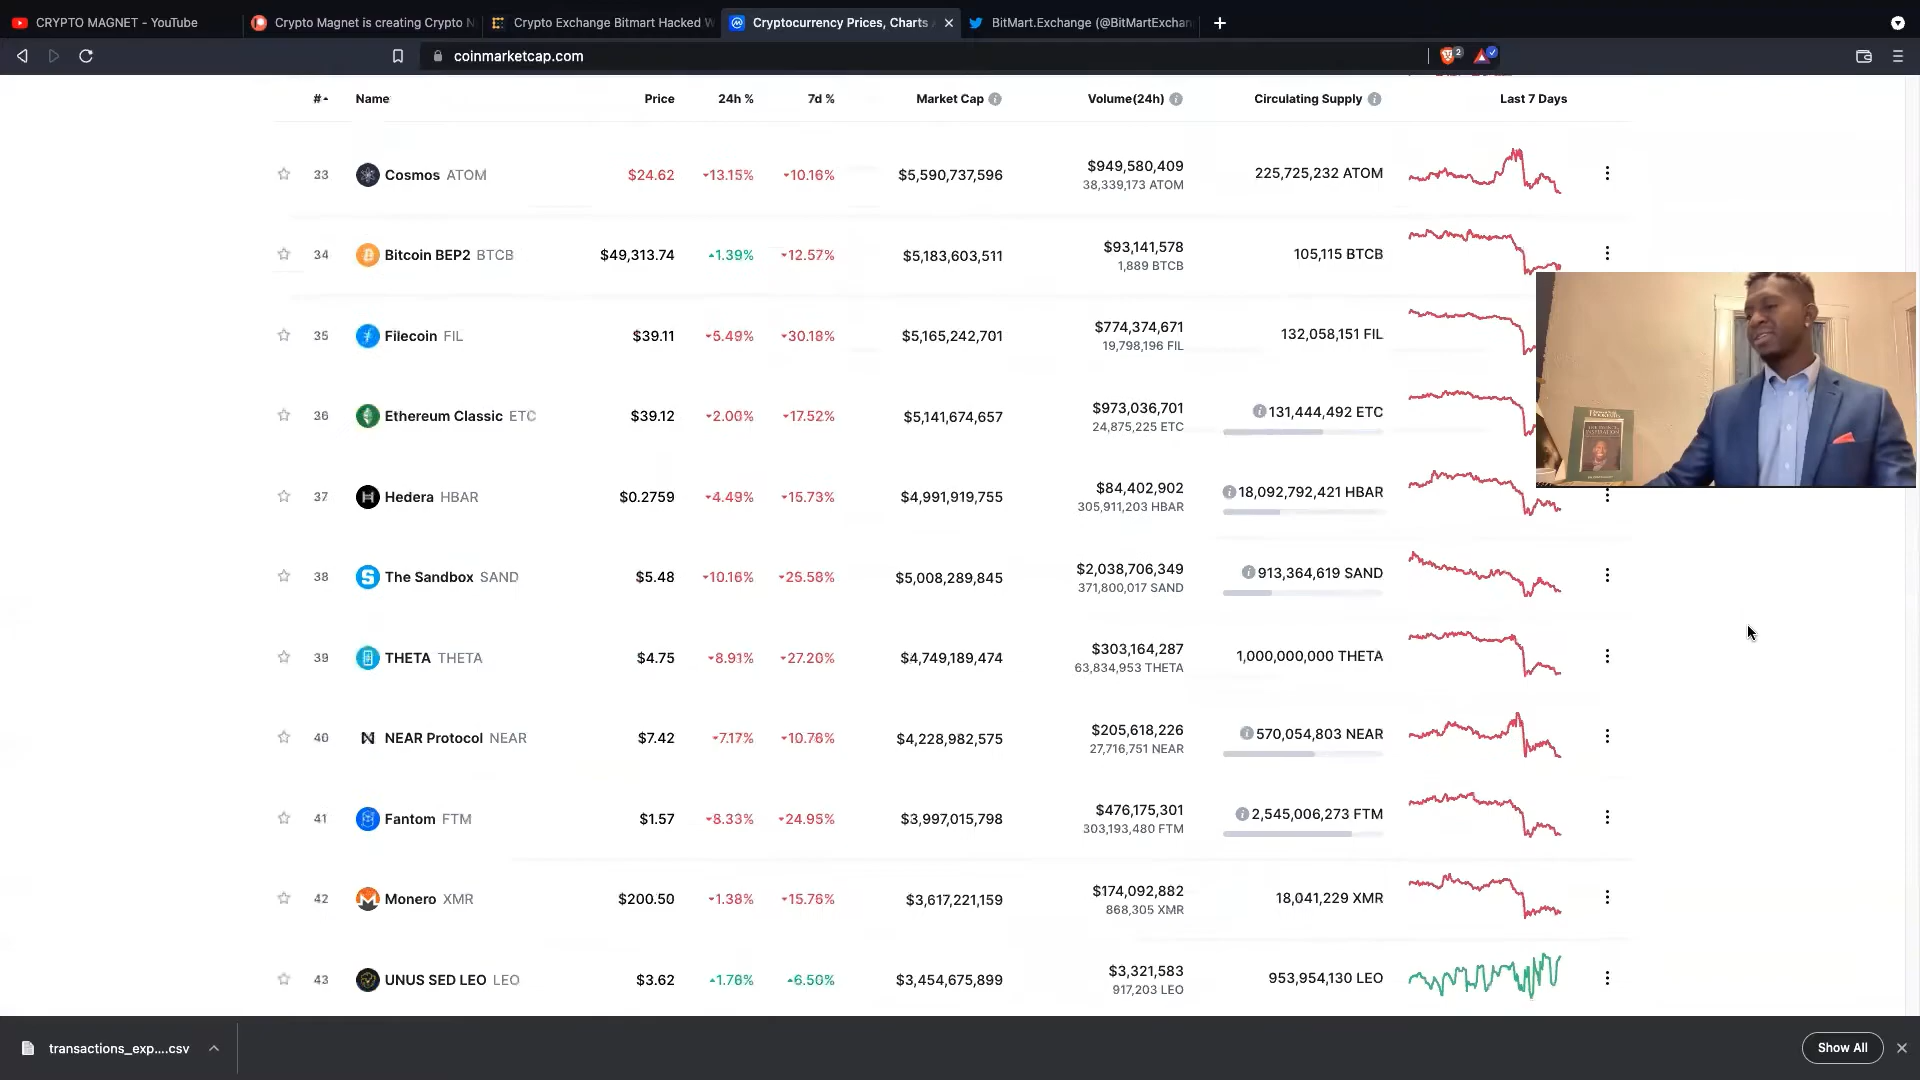 CRYPTO MAGNET - YouTube
Crypto Magnet is creating Crypto N
Crypto Exchange Bitmart Hacked W
Cryptocurrency Prices, Charts
BitMart.Exchange (@BitMartExchan
coinmarketcap.com
2
# Name Price 24h % 7d % Market Cap Volume(24h) Circulating Supply Last 7 Days
33 Cosmos ATOM $24.62 13.15% 10.16% $5,590,737,596 $949,580,409 225,725,232 ATOM
38,339,173 ATOM
34 Bitcoin BEP2 BTCB $49,313.74 1.39% 12.57% $5,183,603,511 $93,141,578 105,115 BTCB
1,889 BTCB
35 Filecoin FIL $39.11 5.49% 30.18% $5,165,242,701 $774,374,671 132,058,151 FIL
19,798,196 FIL
36 Ethereum Classic ETC $39.12 2.00% 17.52% $5,141,674,657 $973,036,701 131,444,492 ETC
24,875,225 ETC
37 Hedera HBAR $0.2759 4.49% 15.73% $4,991,919,755 $84,402,902 18,092,792,421 HBAR
305,911,203 HBAR
38 The Sandbox SAND $5.48 10.16% 25.58% $5,008,289,845 $2,038,706,349 913,364,619 SAND
371,800,017 SAND
39 THETA THETA $4.75 8.91% 27.20% $4,749,189,474 $303,164,287 1,000,000,000 THETA
63,834,953 THETA
40 NEAR Protocol NEAR $7.42 7.17% 10.76% $4,228,982,575 $205,618,226 570,054,803 NEAR
27,716,751 NEAR
41 Fantom FTM $1.57 8.33% 24.95% $3,997,015,798 $476,175,301 2,545,006,273 FTM
303,193,480 FTM
42 Monero XMR $200.50 1.38% 15.76% $3,617,221,159 $174,092,882 18,041,229 XMR
868,305 XMR
43 UNUS SED LEO LEO $3.62 1.76% 6.50% $3,454,675,899 $3,321,583 953,954,130 LEO
917,203 LEO
transactions_exp....csv
Show All